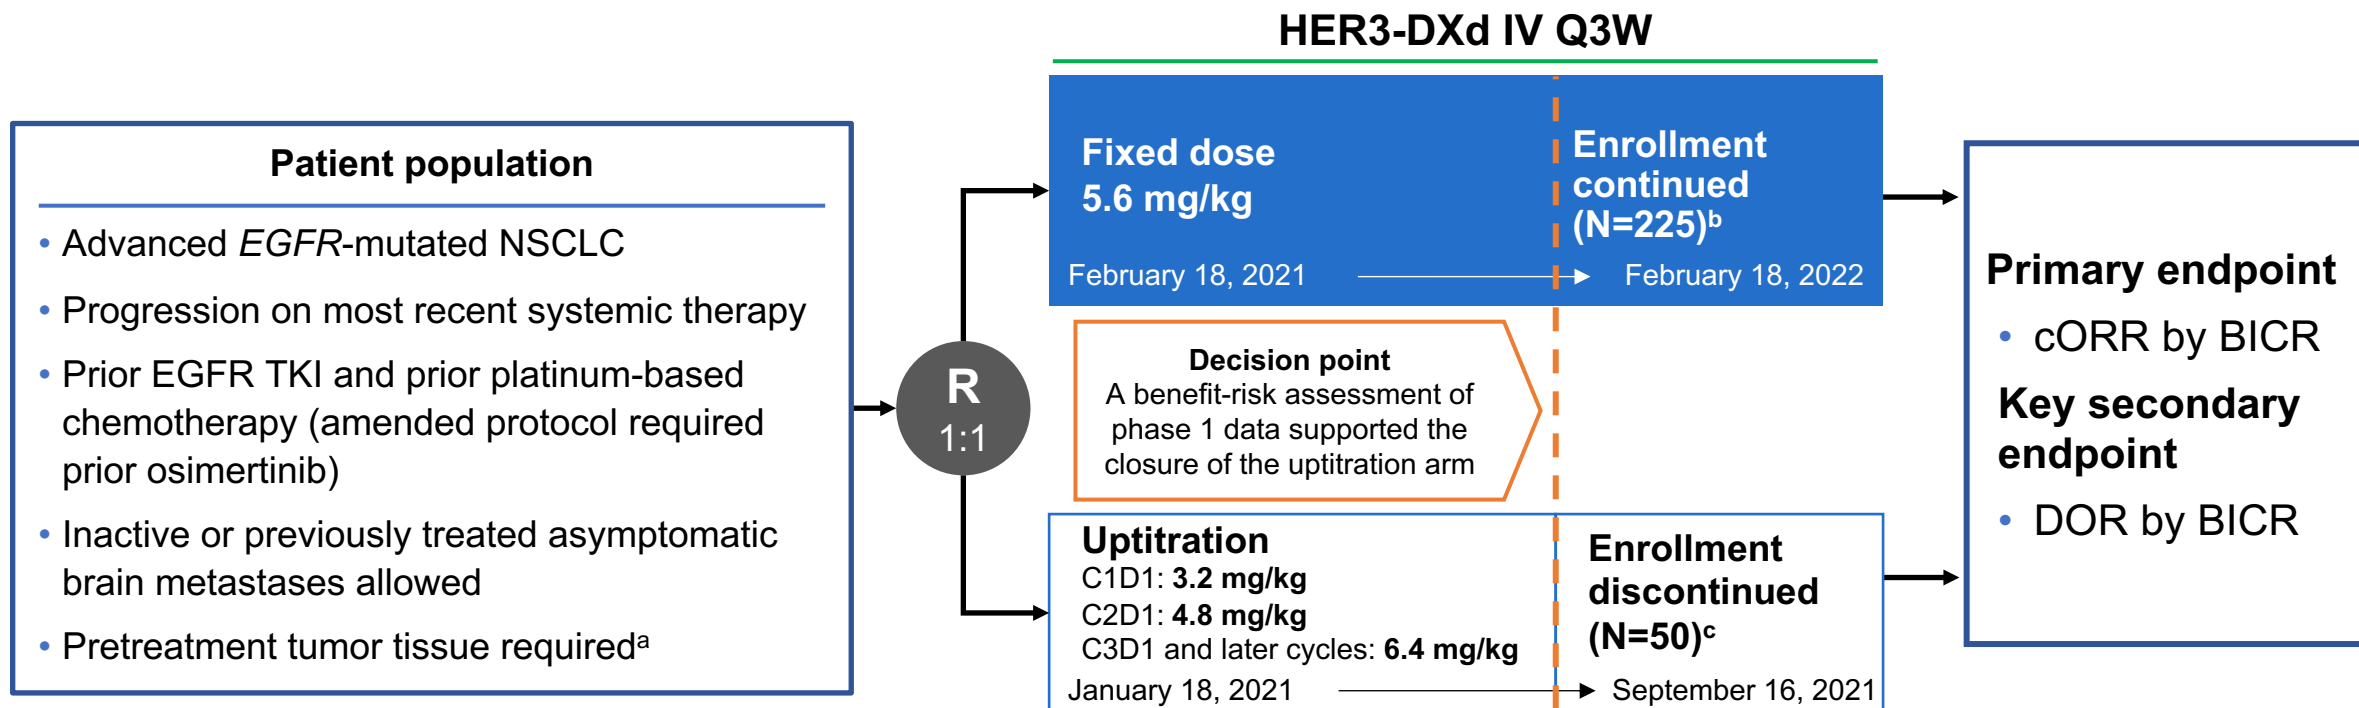 HER3-DXd IV Q3W
Patient population
• Advanced EGFR-mutated NSCLC
• Progression on most recent systemic therapy
• Prior EGFR TKI and prior platinum-based
chemotherapy (amended protocol required
prior osimertinib)
• Inactive or previously treated asymptomatic
brain metastases allowed
• Pretreatment tumor tissue requiredᵃ
R
1:1
Fixed dose
5.6 mg/kg
Enrollment
continued
(N=225)ᵇ
February 18, 2021
February 18, 2022
Decision point
A benefit-risk assessment of
phase 1 data supported the
closure of the uptitration arm
Uptitration
C1D1: 3.2 mg/kg
C2D1: 4.8 mg/kg
C3D1 and later cycles: 6.4 mg/kg
Enrollment
discontinued
(N=50)ᶜ
January 18, 2021
September 16, 2021
Primary endpoint
• cORR by BICR
Key secondary
endpoint
• DOR by BICR